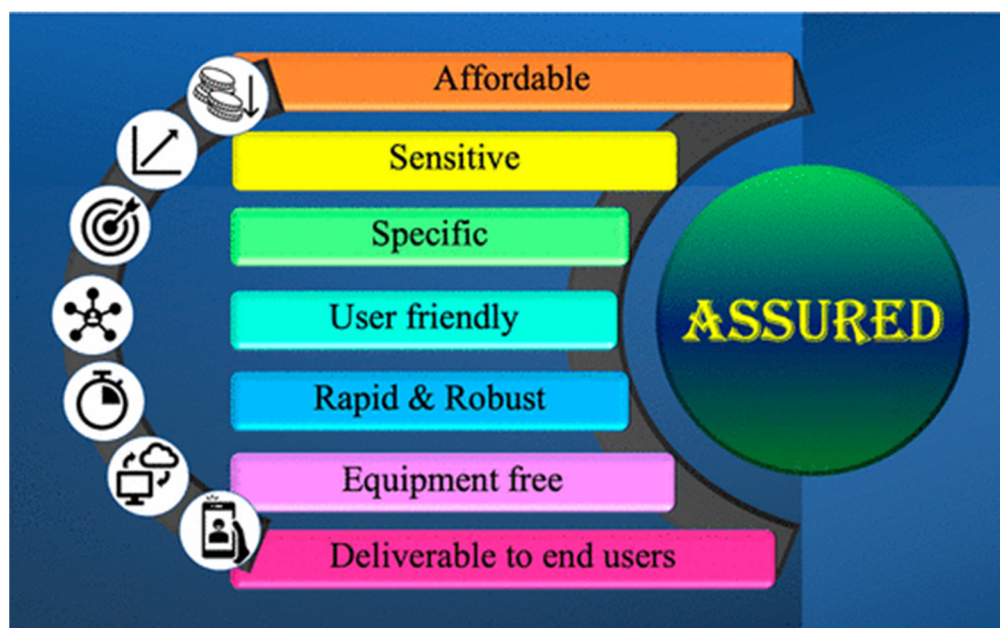 Affordable
Sensitive
Specific
User friendly
Rapid & Robust
Equipment free
Deliverable to end users
ASSURED